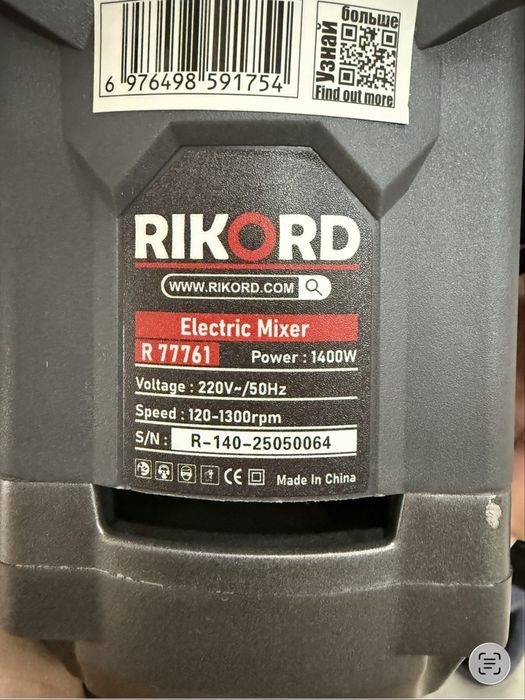 6 976498 591754
Узнай
больше
Find out more
RIKORD
WWW.RIKORD.COM
Electric Mixer
R 77761 Power : 1400W
Voltage : 220V~/50Hz
Speed : 120-1300rpm
S/N : R-140-25050064
CE Made In China